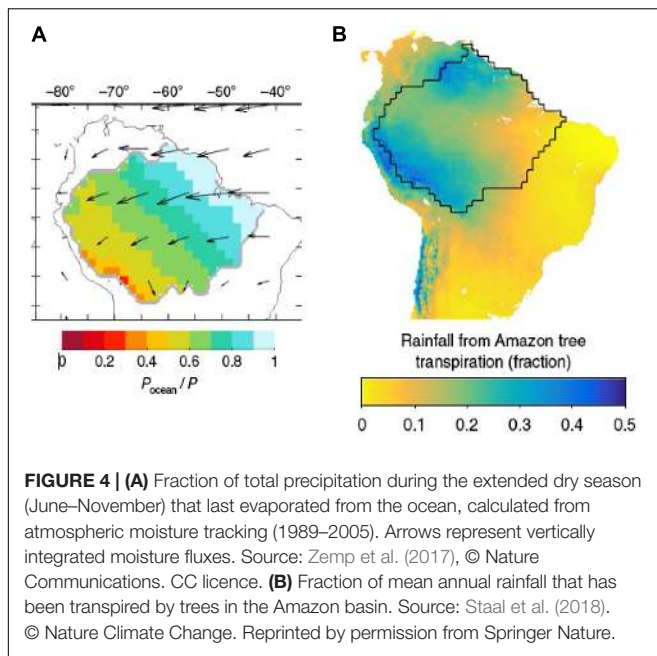 A
B
−80° −70° −60° −50° −40°
0 0.2 0.4 0.6 0.8 1
P_ocean / P
Rainfall from Amazon tree
transpiration (fraction)
0 0.1 0.2 0.3 0.4 0.5
FIGURE 4 | (A) Fraction of total precipitation during the extended dry season
(June–November) that last evaporated from the ocean, calculated from
atmospheric moisture tracking (1989–2005). Arrows represent vertically
integrated moisture fluxes. Source: Zemp et al. (2017), © Nature
Communications. CC licence. (B) Fraction of mean annual rainfall that has
been transpired by trees in the Amazon basin. Source: Staal et al. (2018).
© Nature Climate Change. Reprinted by permission from Springer Nature.